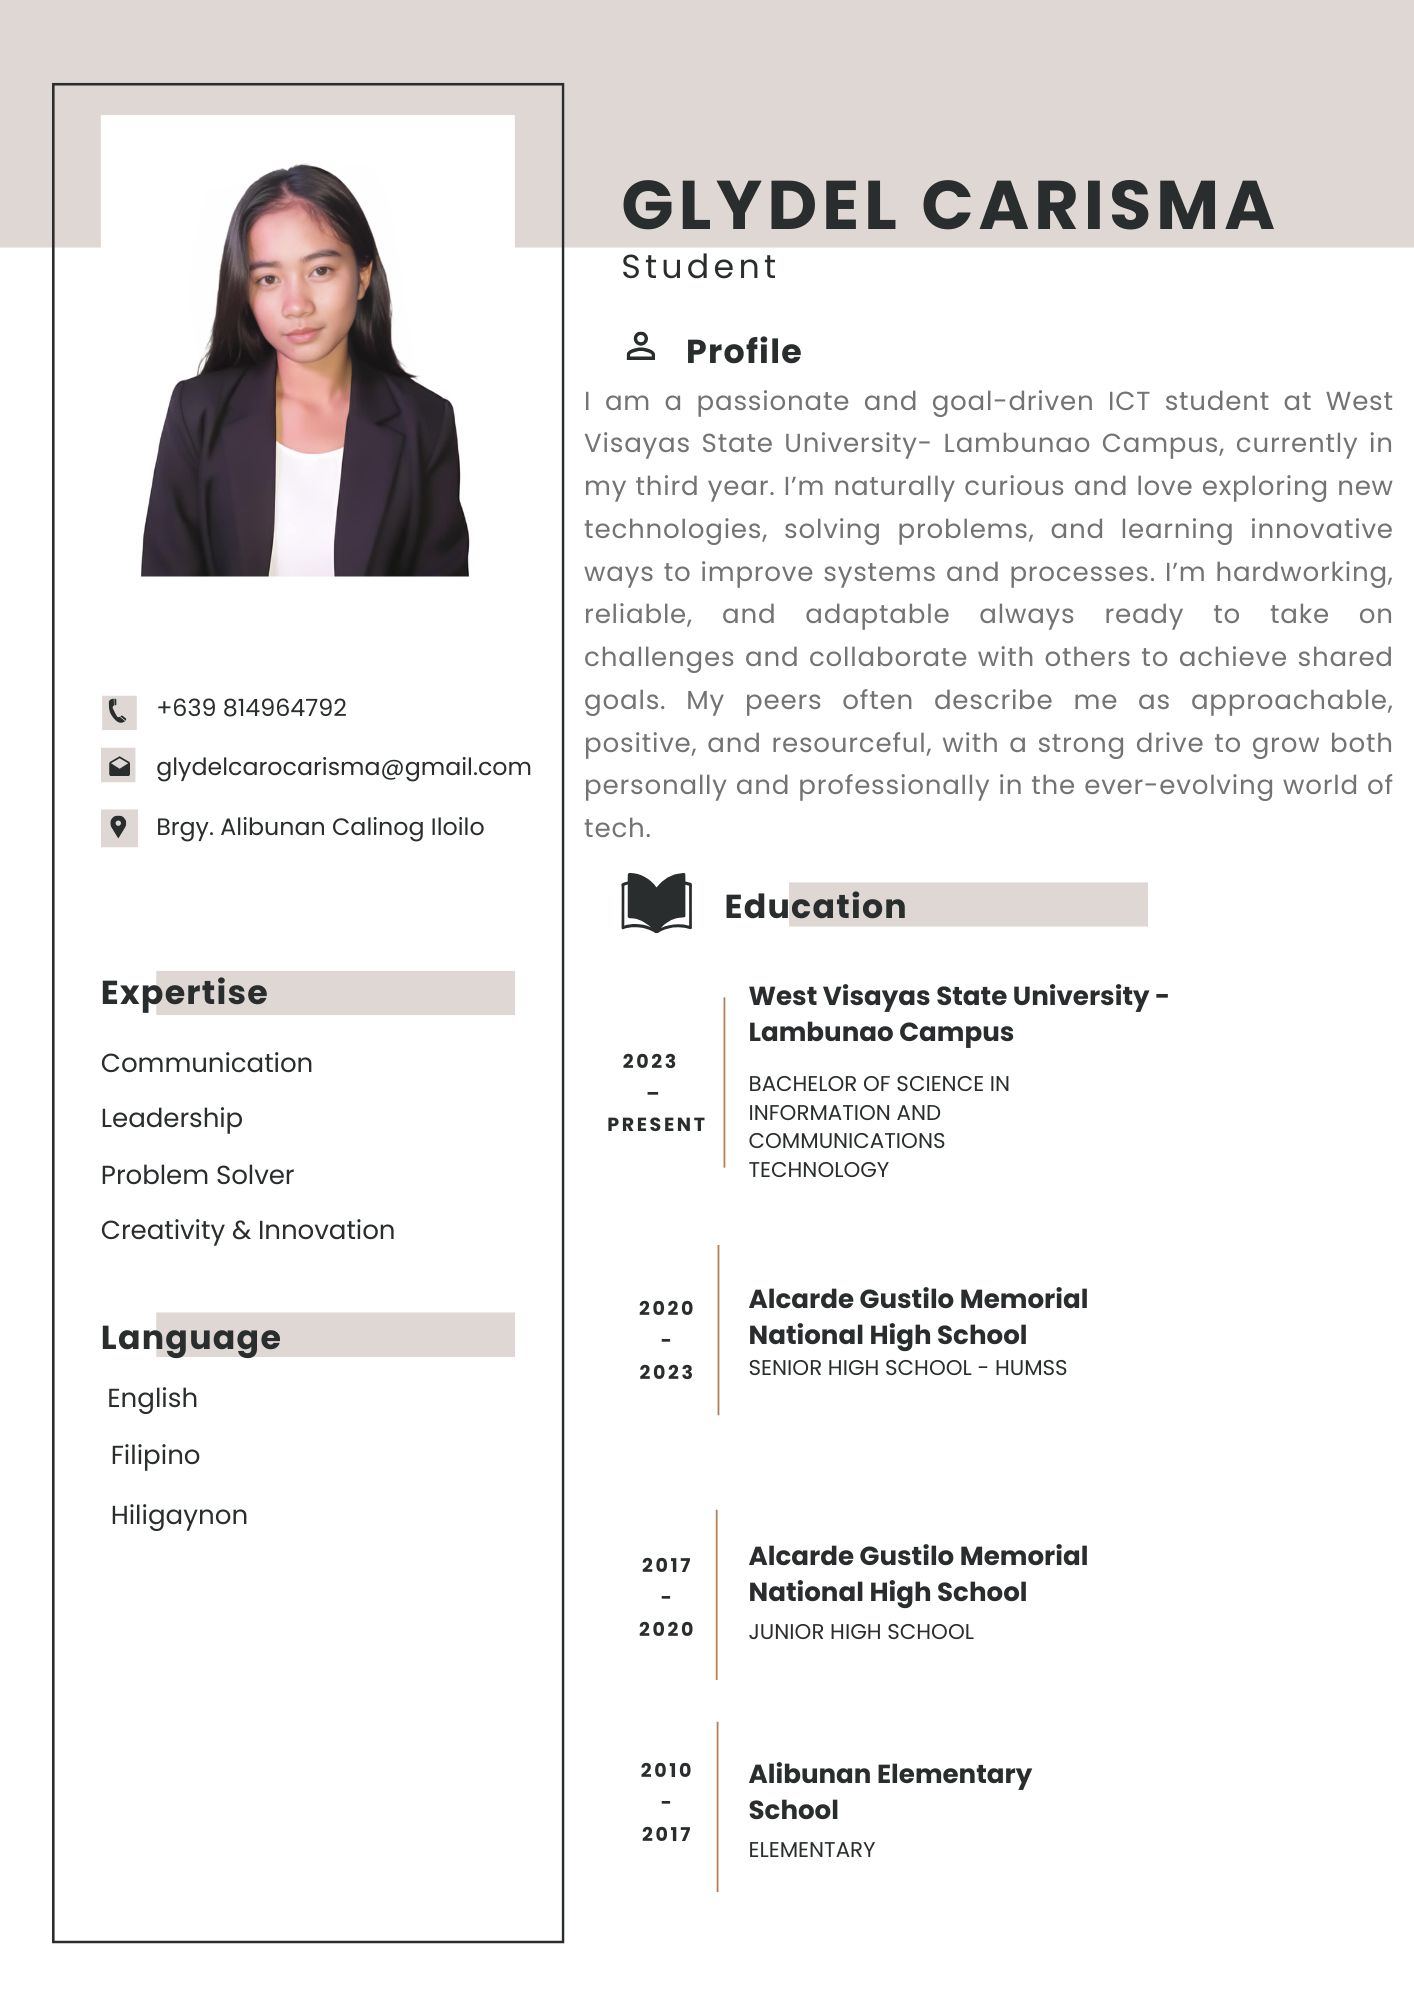 GLYDEL CARISMA
Student
Profile
I am a passionate and goal-driven ICT student at West
Visayas State University- Lambunao Campus, currently in
my third year. I’m naturally curious and love exploring new
technologies, solving problems, and learning innovative
ways to improve systems and processes. I’m hardworking,
reliable, and adaptable always ready to take on
challenges and collaborate with others to achieve shared
goals. My peers often describe me as approachable,
positive, and resourceful, with a strong drive to grow both
personally and professionally in the ever-evolving world of
tech.
+639 814964792
glydelcarocarisma@gmail.com
Brgy. Alibunan Calinog Iloilo
Expertise
Communication
Leadership
Problem Solver
Creativity & Innovation
Language
English
Filipino
Hiligaynon
Education
2023
-
PRESENT
West Visayas State University -
Lambunao Campus
BACHELOR OF SCIENCE IN
INFORMATION AND
COMMUNICATIONS
TECHNOLOGY
2020
-
2023
Alcarde Gustilo Memorial
National High School
SENIOR HIGH SCHOOL - HUMSS
2017
-
2020
Alcarde Gustilo Memorial
National High School
JUNIOR HIGH SCHOOL
2010
-
2017
Alibunan Elementary
School
ELEMENTARY